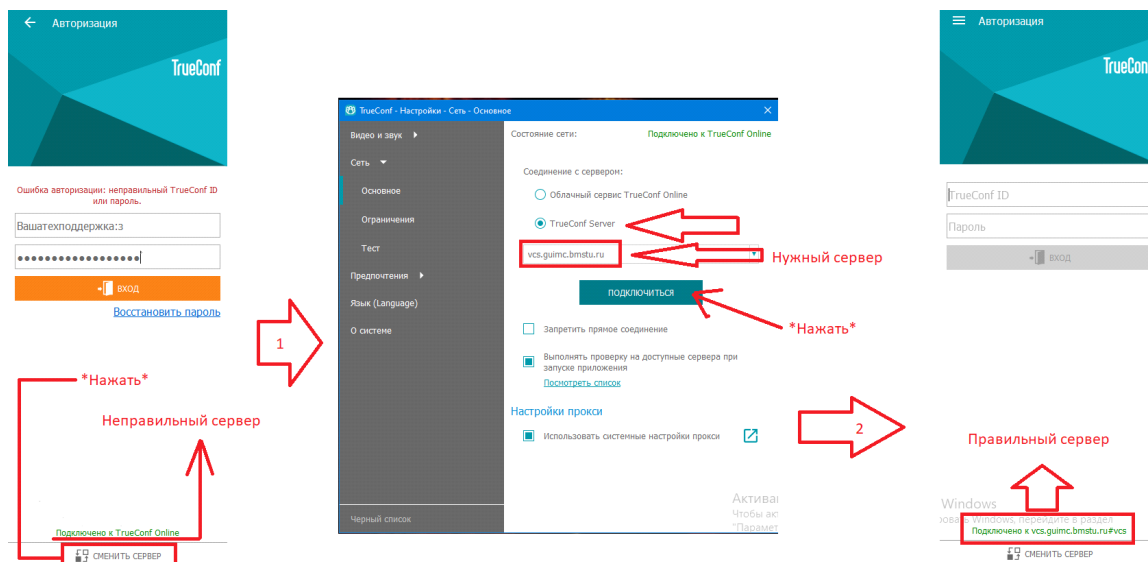 Авторизация
TrueConf
Ошибка авторизации: неправильный TrueConf ID
или пароль.
Вашатехподдержка:з
••••••••••••••••••
ВХОД
Восстановить пароль
*Нажать*
Неправильный сервер
Подключено к TrueConf Online
СМЕНИТЬ СЕРВЕР
1
TrueConf - Настройки - Сеть - Основное
Видео и звук
Сеть
Основное
Ограничения
Тест
Предпочтения
Язык (Language)
О системе
Черный список
Состояние сети: Подключено к TrueConf Online
Соединение с сервером:
Облачный сервис TrueConf Online
TrueConf Server
vcs.guimc.bmstu.ru
Нужный сервер
ПОДКЛЮЧИТЬСЯ
*Нажать*
Запретить прямое соединение
Выполнять проверку на доступные сервера при
запуске приложения
Посмотреть список
Настройки прокси
Использовать системные настройки прокси
Актива
Чтобы ак
"Парамет
2
Авторизация
TrueCon
TrueConf ID
Пароль
ВХОД
Правильный сервер
Windows
Windows, перейдите в раздел
Подключено к vcs.guimc.bmstu.ru#vcs
СМЕНИТЬ СЕРВЕР